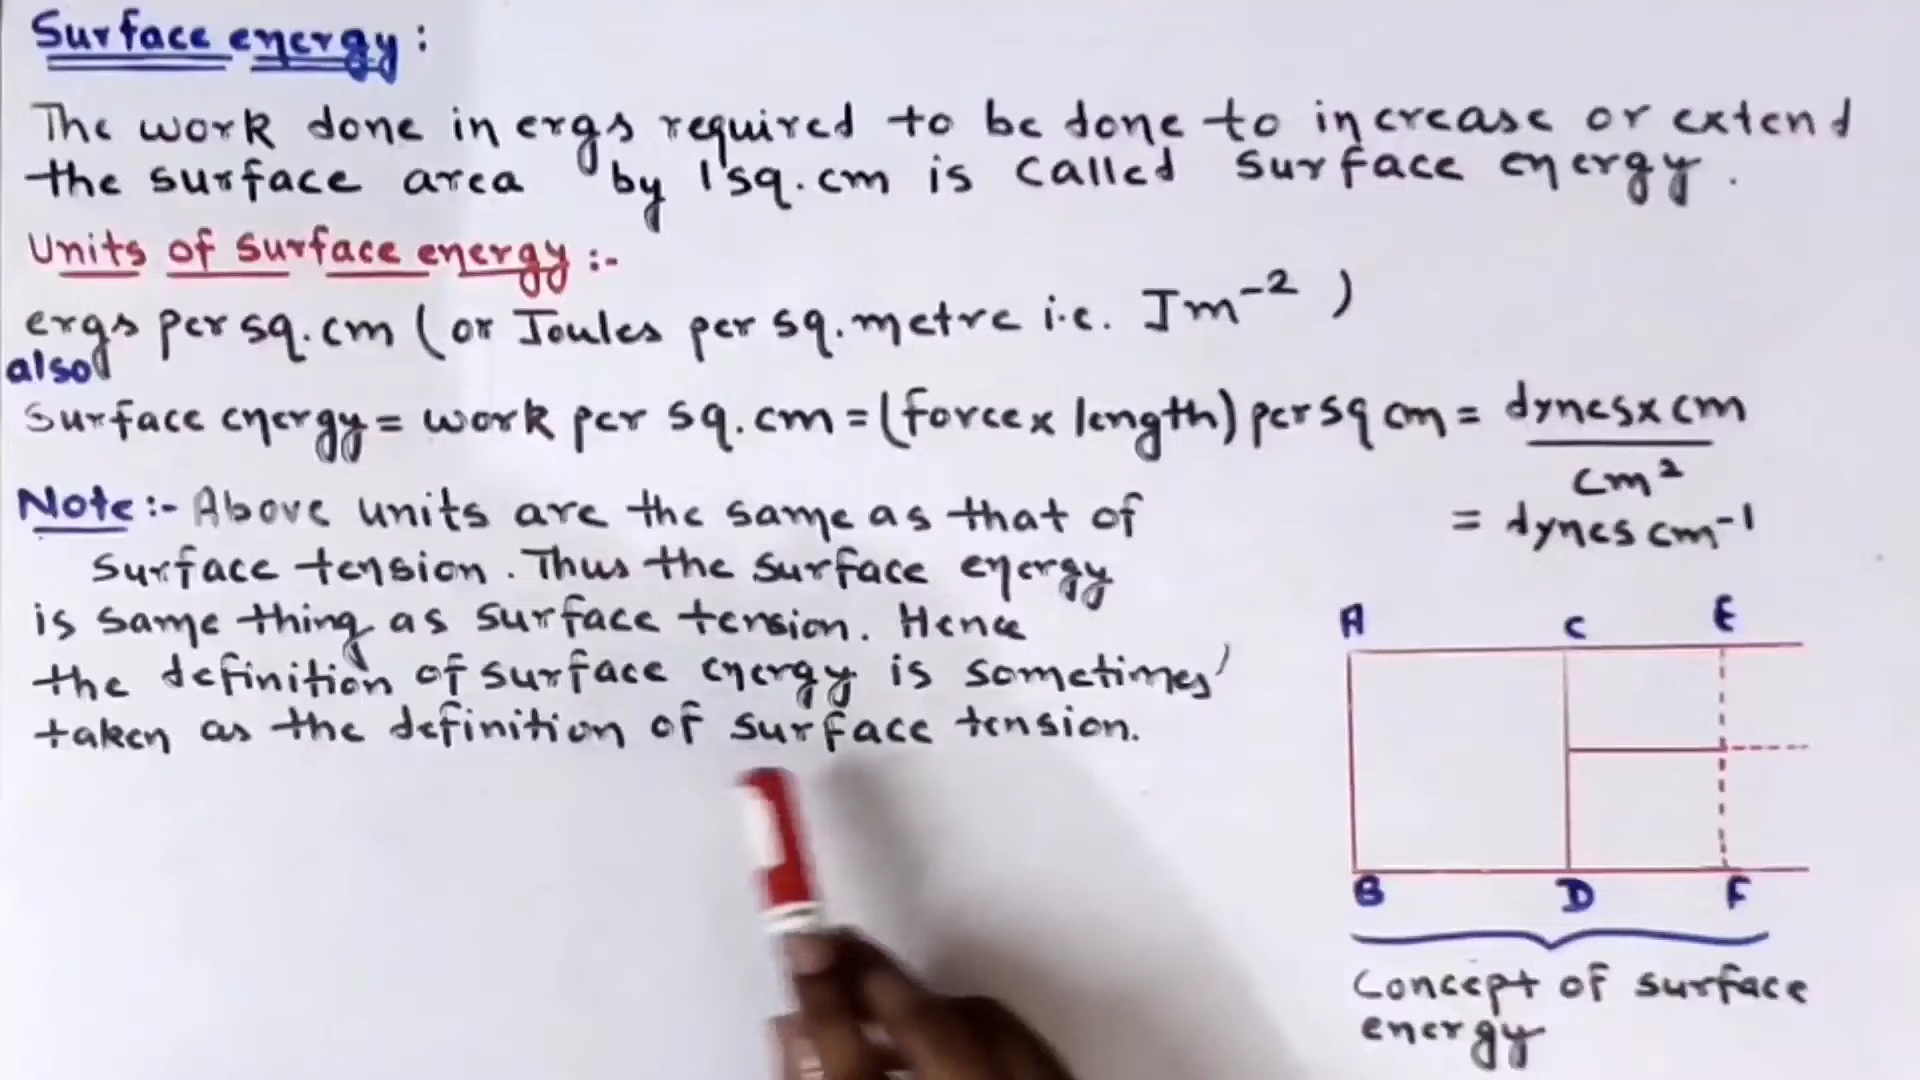 Surface energy:
The work done in ergs required to be done to increase or extend
the surface area by 1 sq. cm is called surface energy.
Units of surface energy :-
ergs per sq. cm (or Joules per sq. metre i.e. Jm⁻²)
also
Surface energy = work per sq. cm = (force x length) per sq cm = dynes x cm
cm²
= dynes cm⁻¹
Note:- Above units are the same as that of
surface tension. Thus the surface energy
is same thing as surface tension. Hence
the definition of surface energy is sometimes
taken as the definition of surface tension.
A C E
B D F
Concept of surface
energy